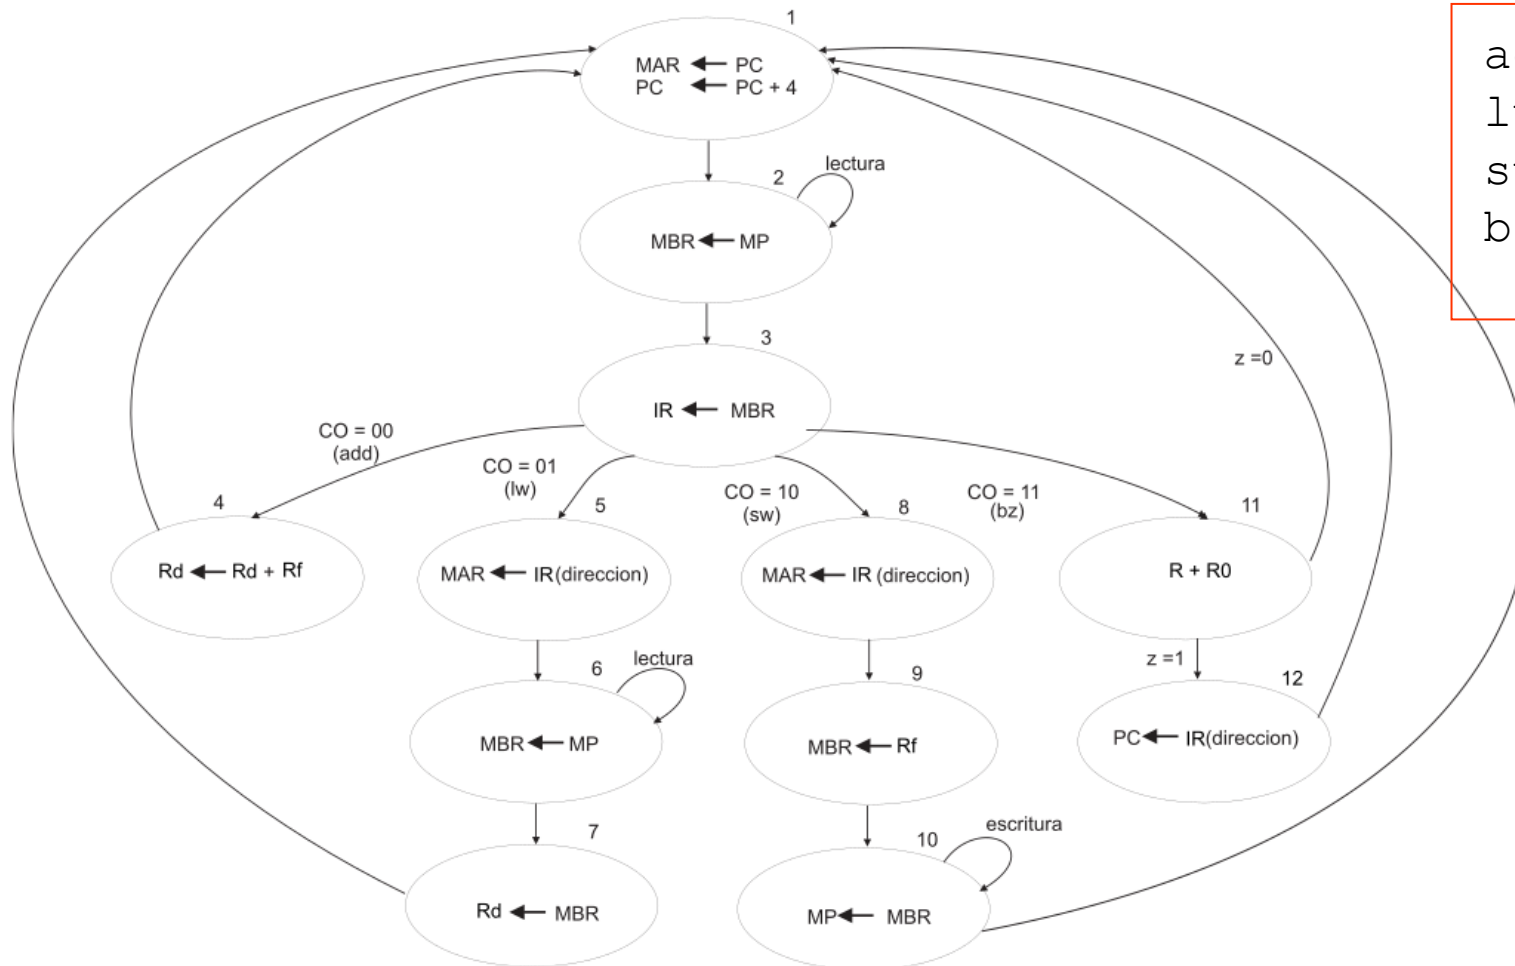 1
MAR ← PC
PC ← PC + 4
lectura
2
MBR ← MP
3
IR ← MBR
z =0
CO = 00
(add)
CO = 01
(lw)
CO = 10
(sw)
CO = 11
(bz)
4
Rd ← Rd + Rf
5
MAR ← IR(direccion)
8
MAR ← IR (direccion)
11
R + R0
z =1
6
lectura
MBR ← MP
9
MBR ← Rf
12
PC ← IR(direccion)
7
Rd ← MBR
10
escritura
MP ← MBR